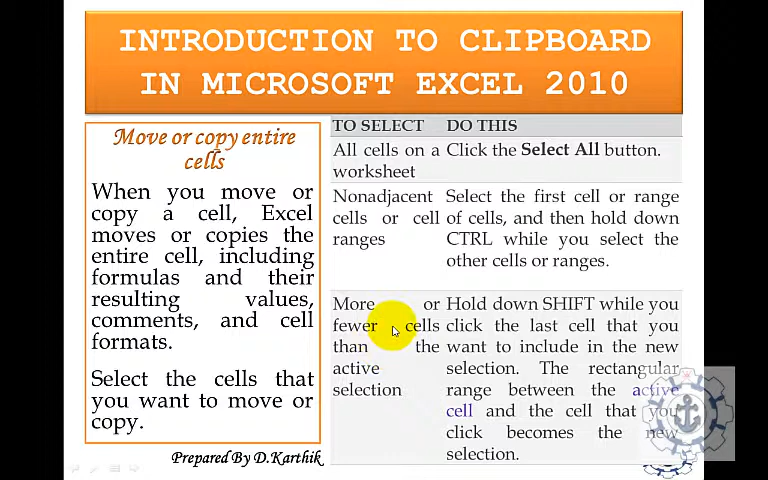 INTRODUCTION TO CLIPBOARD
IN MICROSOFT EXCEL 2010
Move or copy entire
cells
When you move or
copy a cell, Excel
moves or copies the
entire cell, including
formulas and their
resulting values,
comments, and cell
formats.
Select the cells that
you want to move or
copy.
Prepared By D.Karthik
TO SELECT DO THIS
All cells on a Click the Select All button.
worksheet
Nonadjacent Select the first cell or range
cells or cell of cells, and then hold down
ranges CTRL while you select the
other cells or ranges.
More or Hold down SHIFT while you
fewer cells click the last cell that you
than the want to include in the new
active selection. The rectangular
selection range between the active
cell and the cell that you
click becomes the new
selection.